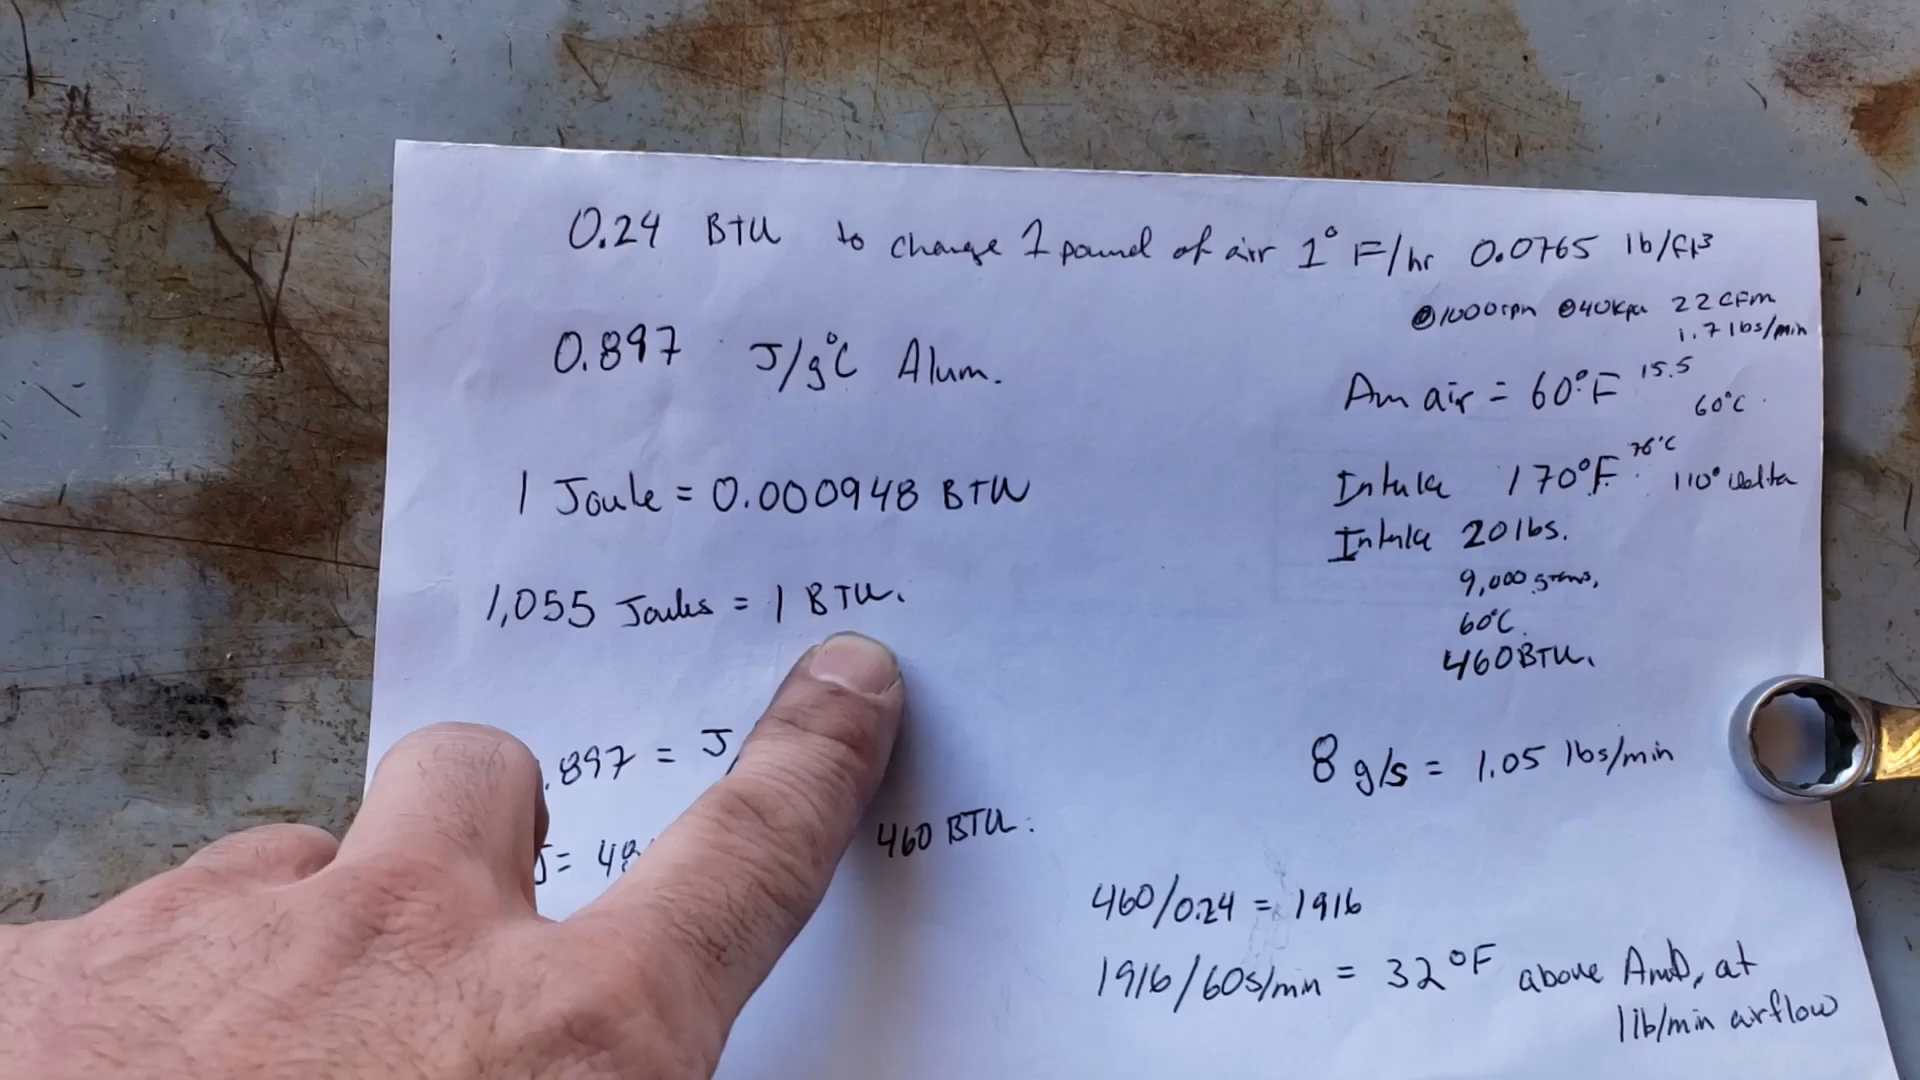 0.24 BTU to change 1 pound of air 1° F/hr 0.0765 lb/ft³
@1000rpm @40kpa 22 CFM
1.7 lbs/min
0.897 J/g°C Alum.
Am air = 60°F 15.5
60°C
1 Joule = 0.000948 BTU
Intake 170°F 76°C 110° delta
Intake 20lbs.
9,000 grams,
60°C
460BTU.
1,055 Joules = 1 BTU.
.897 = J/
8 g/s = 1.05 lbs/min
J = 48
460 BTU.
460/0.24 = 1916
1916/60s/min = 32°F above Amb, at
1lb/min airflow